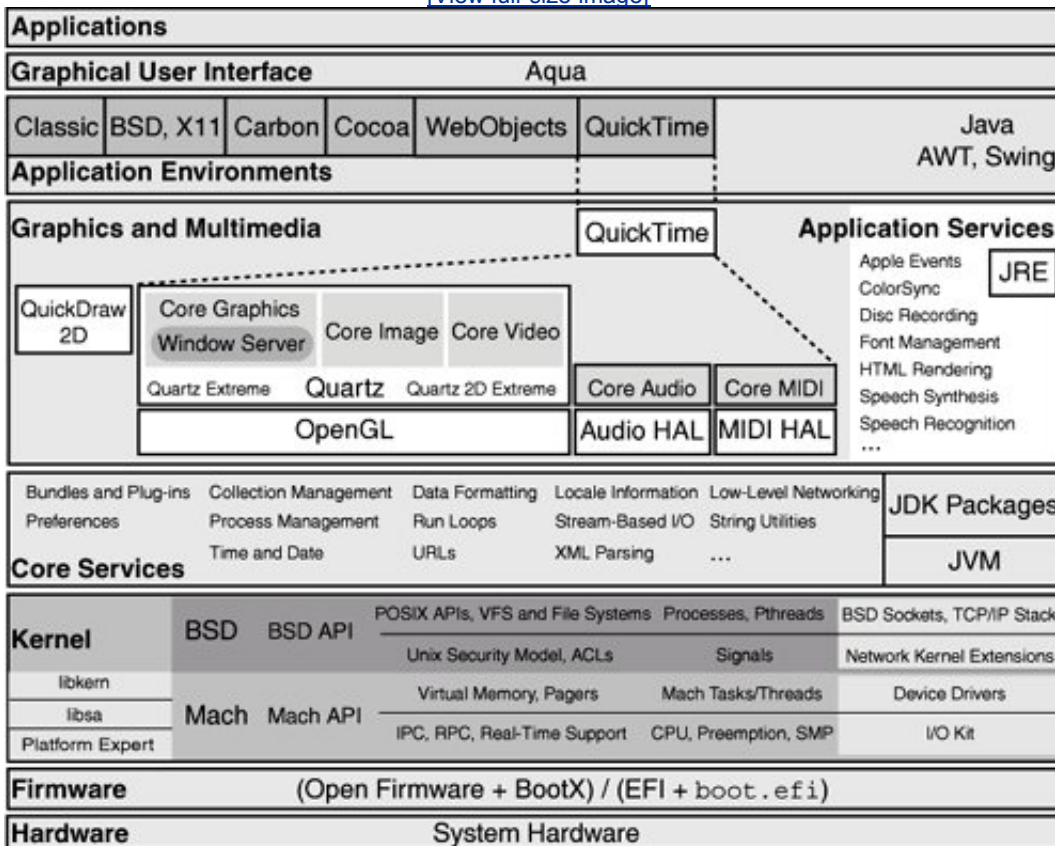 [View full size image]
Applications
Graphical User Interface Aqua
Classic BSD, X11 Carbon Cocoa WebObjects QuickTime
Java
AWT, Swing
Application Environments
Graphics and Multimedia
QuickTime
Application Services
Apple Events
ColorSync
Disc Recording
Font Management
HTML Rendering
Speech Synthesis
Speech Recognition
...
JRE
QuickDraw
2D
Core Graphics
Window Server
Core Image
Core Video
Quartz Extreme Quartz Quartz 2D Extreme
Core Audio
Core MIDI
OpenGL
Audio HAL
MIDI HAL
Bundles and Plug-ins Collection Management Data Formatting Locale Information Low-Level Networking
Preferences Process Management Run Loops Stream-Based I/O String Utilities
Time and Date URLs XML Parsing ...
Core Services
JDK Packages
JVM
Kernel
BSD BSD API
POSIX APIs, VFS and File Systems Processes, Pthreads BSD Sockets, TCP/IP Stack
Unix Security Model, ACLs Signals Network Kernel Extensions
libkern
libsa
Platform Expert
Mach Mach API
Virtual Memory, Pagers Mach Tasks/Threads Device Drivers
IPC, RPC, Real-Time Support CPU, Preemption, SMP I/O Kit
Firmware (Open Firmware + BootX) / (EFI + boot.efi)
Hardware System Hardware